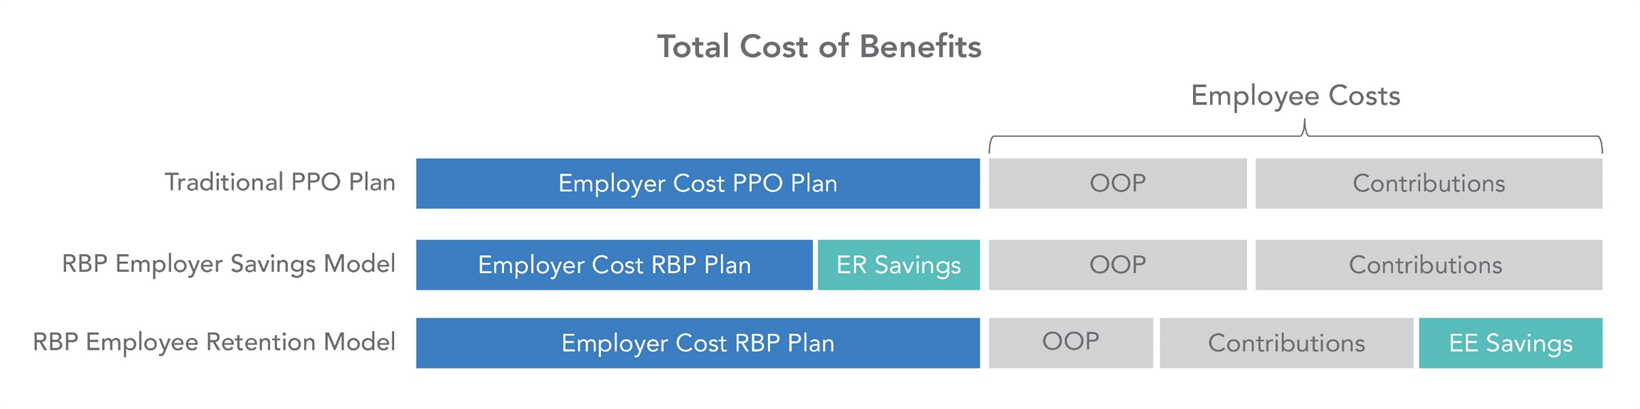 Total Cost of Benefits
Employee Costs
Traditional PPO Plan Employer Cost PPO Plan OOP Contributions
RBP Employer Savings Model Employer Cost RBP Plan ER Savings OOP Contributions
RBP Employee Retention Model Employer Cost RBP Plan OOP Contributions EE Savings